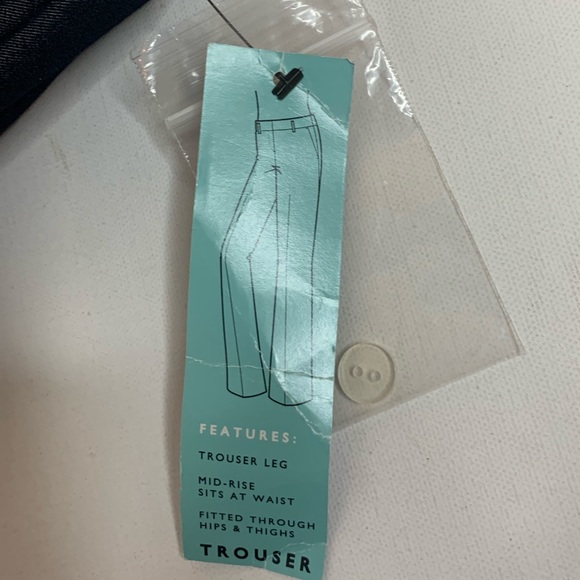 FEATURES:
TROUSER LEG
MID-RISE
SITS AT WAIST
FITTED THROUGH
HIPS & THIGHS
TROUSER